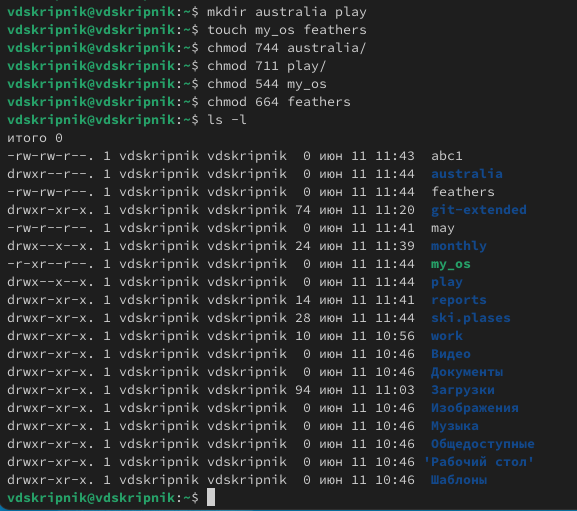 vdskripnik@vdskripnik:~$ mkdir australia play
vdskripnik@vdskripnik:~$ touch my_os feathers
vdskripnik@vdskripnik:~$ chmod 744 australia/
vdskripnik@vdskripnik:~$ chmod 711 play/
vdskripnik@vdskripnik:~$ chmod 544 my_os
vdskripnik@vdskripnik:~$ chmod 664 feathers
vdskripnik@vdskripnik:~$ ls -l
итого 0
-rw-rw-r--. 1 vdskripnik vdskripnik  0 июн 11 11:43  abc1
drwxr--r--. 1 vdskripnik vdskripnik  0 июн 11 11:44  australia
-rw-rw-r--. 1 vdskripnik vdskripnik  0 июн 11 11:44  feathers
drwxr-xr-x. 1 vdskripnik vdskripnik 74 июн 11 11:20  git-extended
-rw-r--r--. 1 vdskripnik vdskripnik  0 июн 11 11:41  may
drwx--x--x. 1 vdskripnik vdskripnik 24 июн 11 11:39  monthly
-r-xr--r--. 1 vdskripnik vdskripnik  0 июн 11 11:44  my_os
drwx--x--x. 1 vdskripnik vdskripnik  0 июн 11 11:44  play
drwxr-xr-x. 1 vdskripnik vdskripnik 14 июн 11 11:41  reports
drwxr-xr-x. 1 vdskripnik vdskripnik 28 июн 11 11:44  ski.plases
drwxr-xr-x. 1 vdskripnik vdskripnik 10 июн 11 10:56  work
drwxr-xr-x. 1 vdskripnik vdskripnik  0 июн 11 10:46  Видео
drwxr-xr-x. 1 vdskripnik vdskripnik  0 июн 11 10:46  Документы
drwxr-xr-x. 1 vdskripnik vdskripnik 94 июн 11 11:03  Загрузки
drwxr-xr-x. 1 vdskripnik vdskripnik  0 июн 11 10:46  Изображения
drwxr-xr-x. 1 vdskripnik vdskripnik  0 июн 11 10:46  Музыка
drwxr-xr-x. 1 vdskripnik vdskripnik  0 июн 11 10:46  Общедоступные
drwxr-xr-x. 1 vdskripnik vdskripnik  0 июн 11 10:46 'Рабочий стол'
drwxr-xr-x. 1 vdskripnik vdskripnik  0 июн 11 10:46  Шаблоны
vdskripnik@vdskripnik:~$